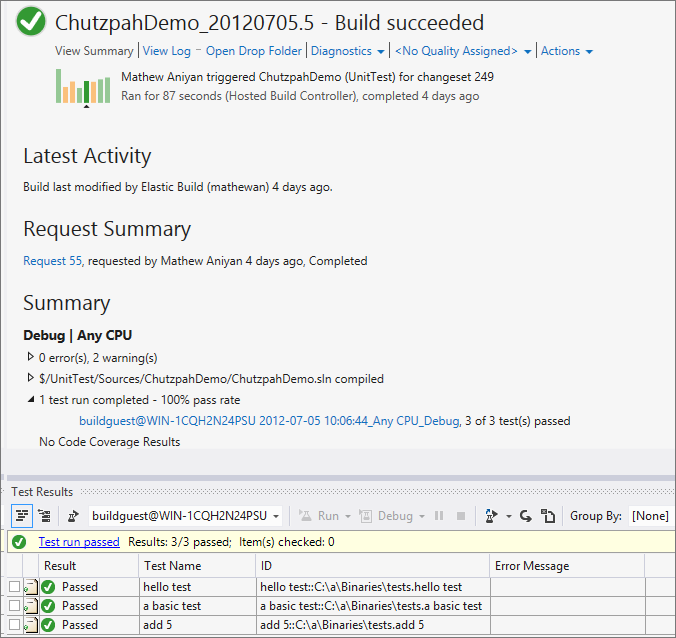 ChutzpahDemo_20120705.5 - Build succeeded
View Summary | View Log - Open Drop Folder | Diagnostics | <No Quality Assigned> | Actions
Mathew Aniyan triggered ChutzpahDemo (UnitTest) for changeset 249
Ran for 87 seconds (Hosted Build Controller), completed 4 days ago
Latest Activity
Build last modified by Elastic Build (mathewan) 4 days ago.
Request Summary
Request 55, requested by Mathew Aniyan 4 days ago, Completed
Summary
Debug | Any CPU
0 error(s), 2 warning(s)
$/UnitTest/Sources/ChutzpahDemo/ChutzpahDemo.sln compiled
1 test run completed - 100% pass rate
buildguest@WIN-1CQH2N24PSU 2012-07-05 10:06:44_Any CPU_Debug, 3 of 3 test(s) passed
No Code Coverage Results
Test Results
buildguest@WIN-1CQH2N24PSU Run Debug Group By: [None]
Test run passed Results: 3/3 passed; Item(s) checked: 0
Result Test Name ID Error Message
Passed hello test hello test::C:\a\Binaries\tests.hello test
Passed a basic test a basic test::C:\a\Binaries\tests.a basic test
Passed add 5 add 5::C:\a\Binaries\tests.add 5